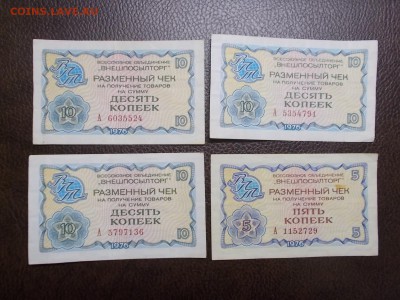 COINS.LAVE.RU
10 ВСЕСОЮЗНОЕ ОБЪЕДИНЕНИЕ 10
"ВНЕШПОСЫЛТОРГ"
РАЗМЕННЫЙ ЧЕК
НА ПОЛУЧЕНИЕ ТОВАРОВ
НА СУММУ
ДЕСЯТЬ
КОПЕЕК
10 А 6035524 10
1976
ВСЕСОЮЗНОЕ ОБЪЕДИНЕНИЕ 10
"ВНЕШПОСЫЛТОРГ"
РАЗМЕННЫЙ ЧЕК
НА ПОЛУЧЕНИЕ ТОВАРОВ
НА СУММУ
ДЕСЯТЬ
КОПЕЕК
10 А 5354791 10
1976
ВСЕСОЮЗНОЕ ОБЪЕДИНЕНИЕ 10
"ВНЕШПОСЫЛТОРГ"
РАЗМЕННЫЙ ЧЕК
НА ПОЛУЧЕНИЕ ТОВАРОВ
НА СУММУ
ДЕСЯТЬ
КОПЕЕК
10 А 5797156 10
1976
ВСЕСОЮЗНОЕ ОБЪЕДИНЕНИЕ 5
"ВНЕШПОСЫЛТОРГ"
РАЗМЕННЫЙ ЧЕК
НА ПОЛУЧЕНИЕ ТОВАРОВ
НА СУММУ
ПЯТЬ
КОПЕЕК
5 А 1152729 5
1976